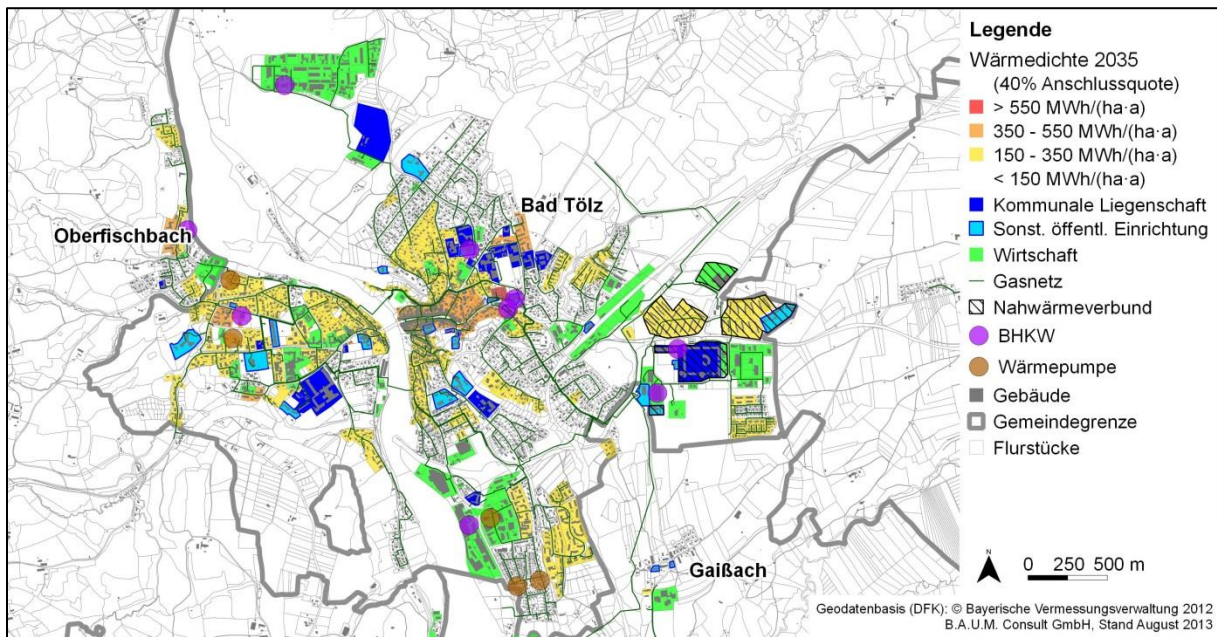 Oberfischbach
Bad Tölz
Gaißach
Legende
Wärmedichte 2035
(40% Anschlussquote)
> 550 MWh/(ha·a)
350 - 550 MWh/(ha·a)
150 - 350 MWh/(ha·a)
< 150 MWh/(ha·a)
Kommunale Liegenschaft
Sonst. öffentl. Einrichtung
Wirtschaft
Gasnetz
Nahwärmeverbund
BHKW
Wärmepumpe
Gebäude
Gemeindegrenze
Flurstücke
N
0 250 500 m
Geodatenbasis (DFK): © Bayerische Vermessungsverwaltung 2012
B.A.U.M. Consult GmbH, Stand August 2013